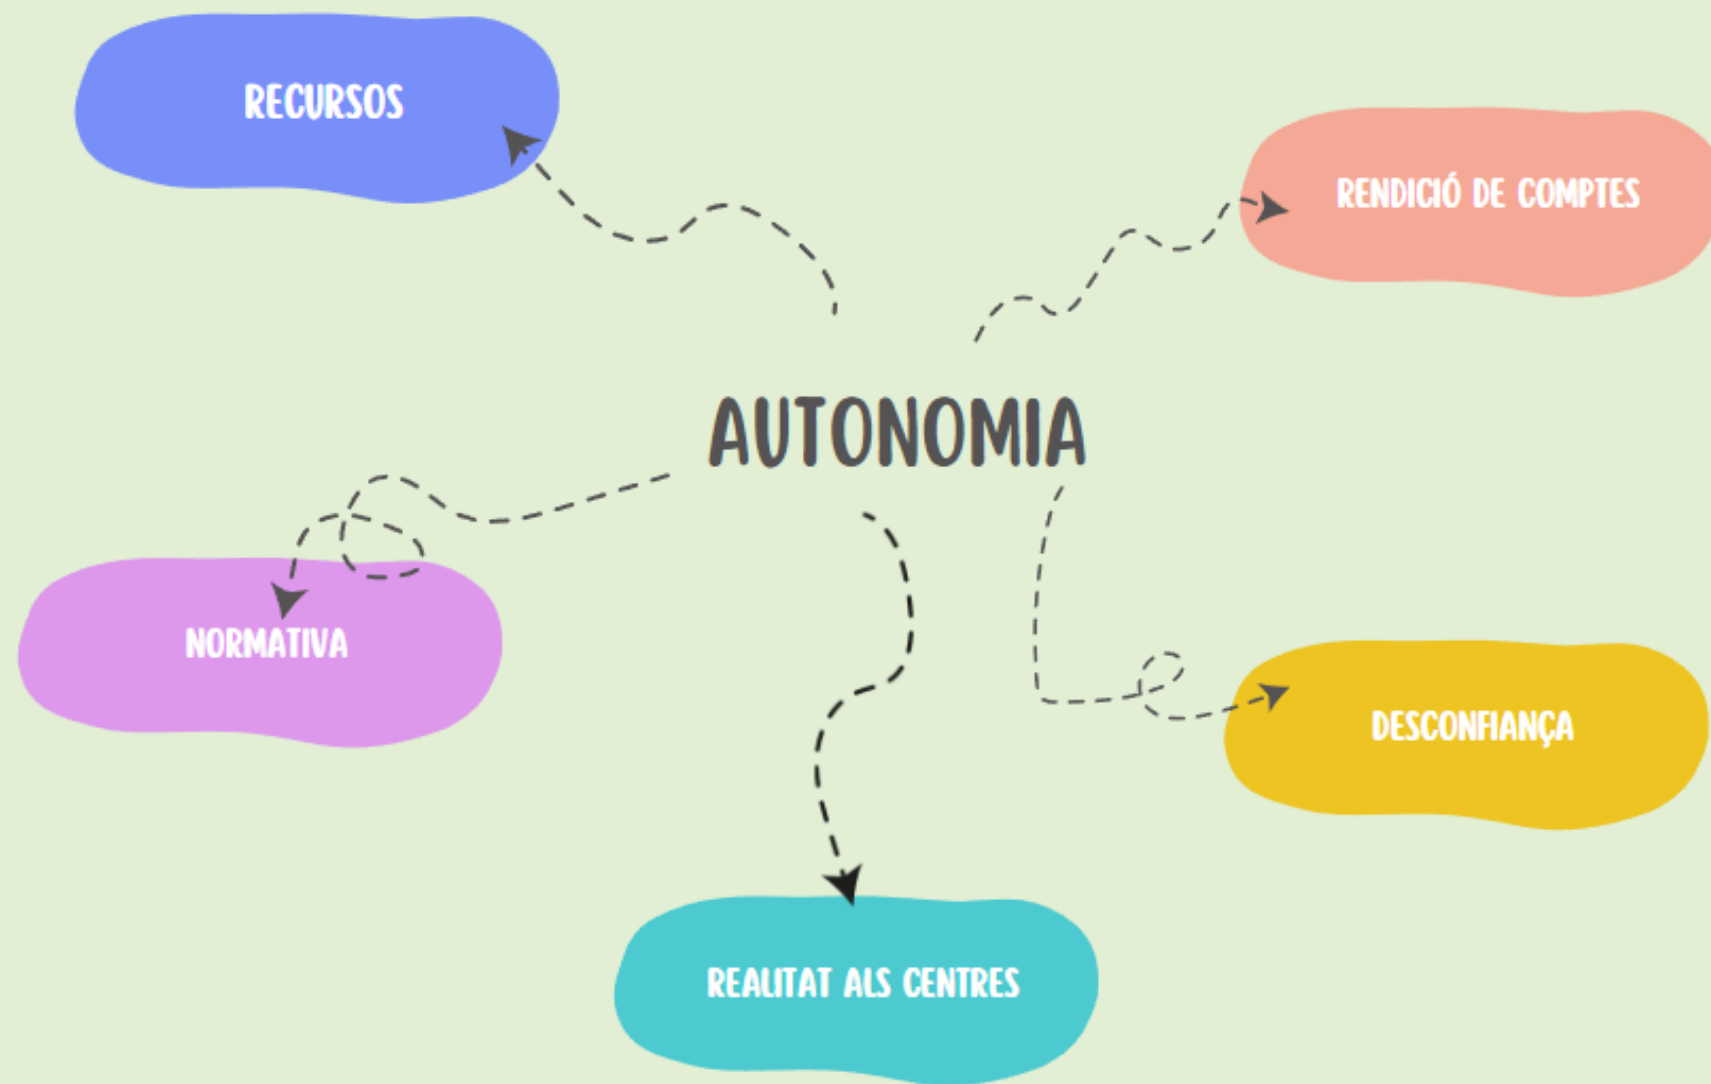 RECURSOS
RENDICIÓ DE COMPTES
AUTONOMIA
NORMATIVA
DESCONFIANÇA
REALITAT ALS CENTRES